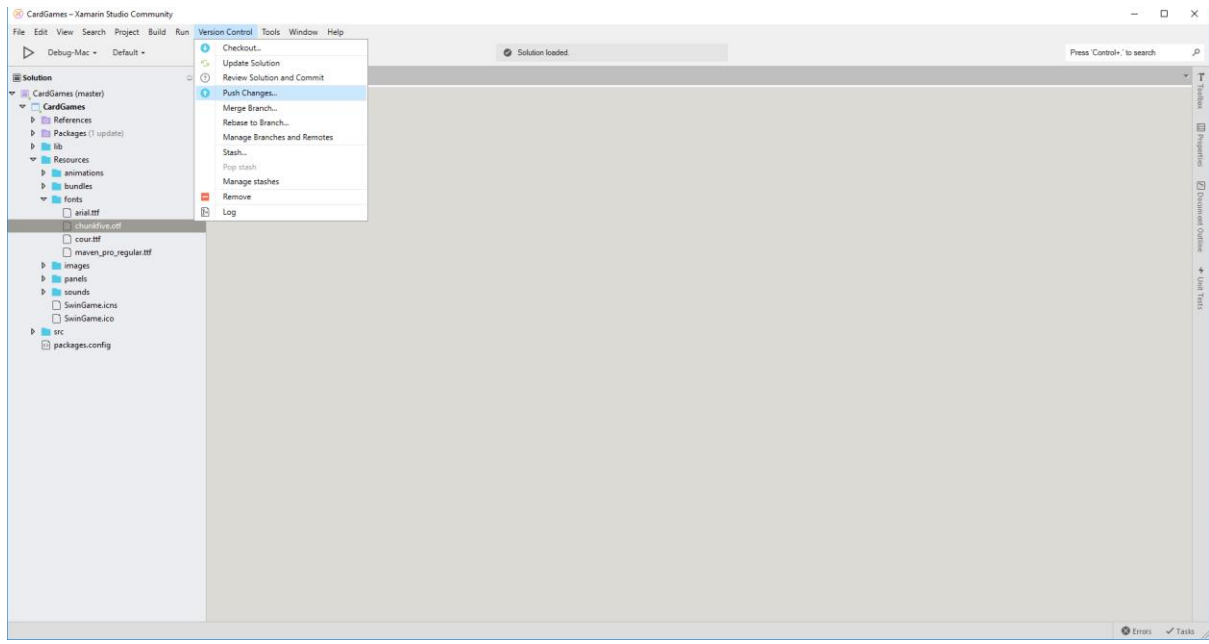 CardGames – Xamarin Studio Community
File Edit View Search Project Build Run Version Control Tools Window Help
Debug-Mac Default
Solution loaded.
Press 'Control+,' to search
Checkout...
Update Solution
Review Solution and Commit
Push Changes...
Merge Branch...
Rebase to Branch...
Manage Branches and Remotes
Stash...
Pop stash
Manage stashes
Remove
Log
Solution
CardGames (master)
CardGames
References
Packages (1 update)
lib
Resources
animations
bundles
fonts
arial.ttf
chunkfive.otf
cour.ttf
maven_pro_regular.ttf
images
panels
sounds
SwinGame.icns
SwinGame.ico
src
packages.config
Toolbox
Properties
Document Outline
Unit Tests
Errors Tasks